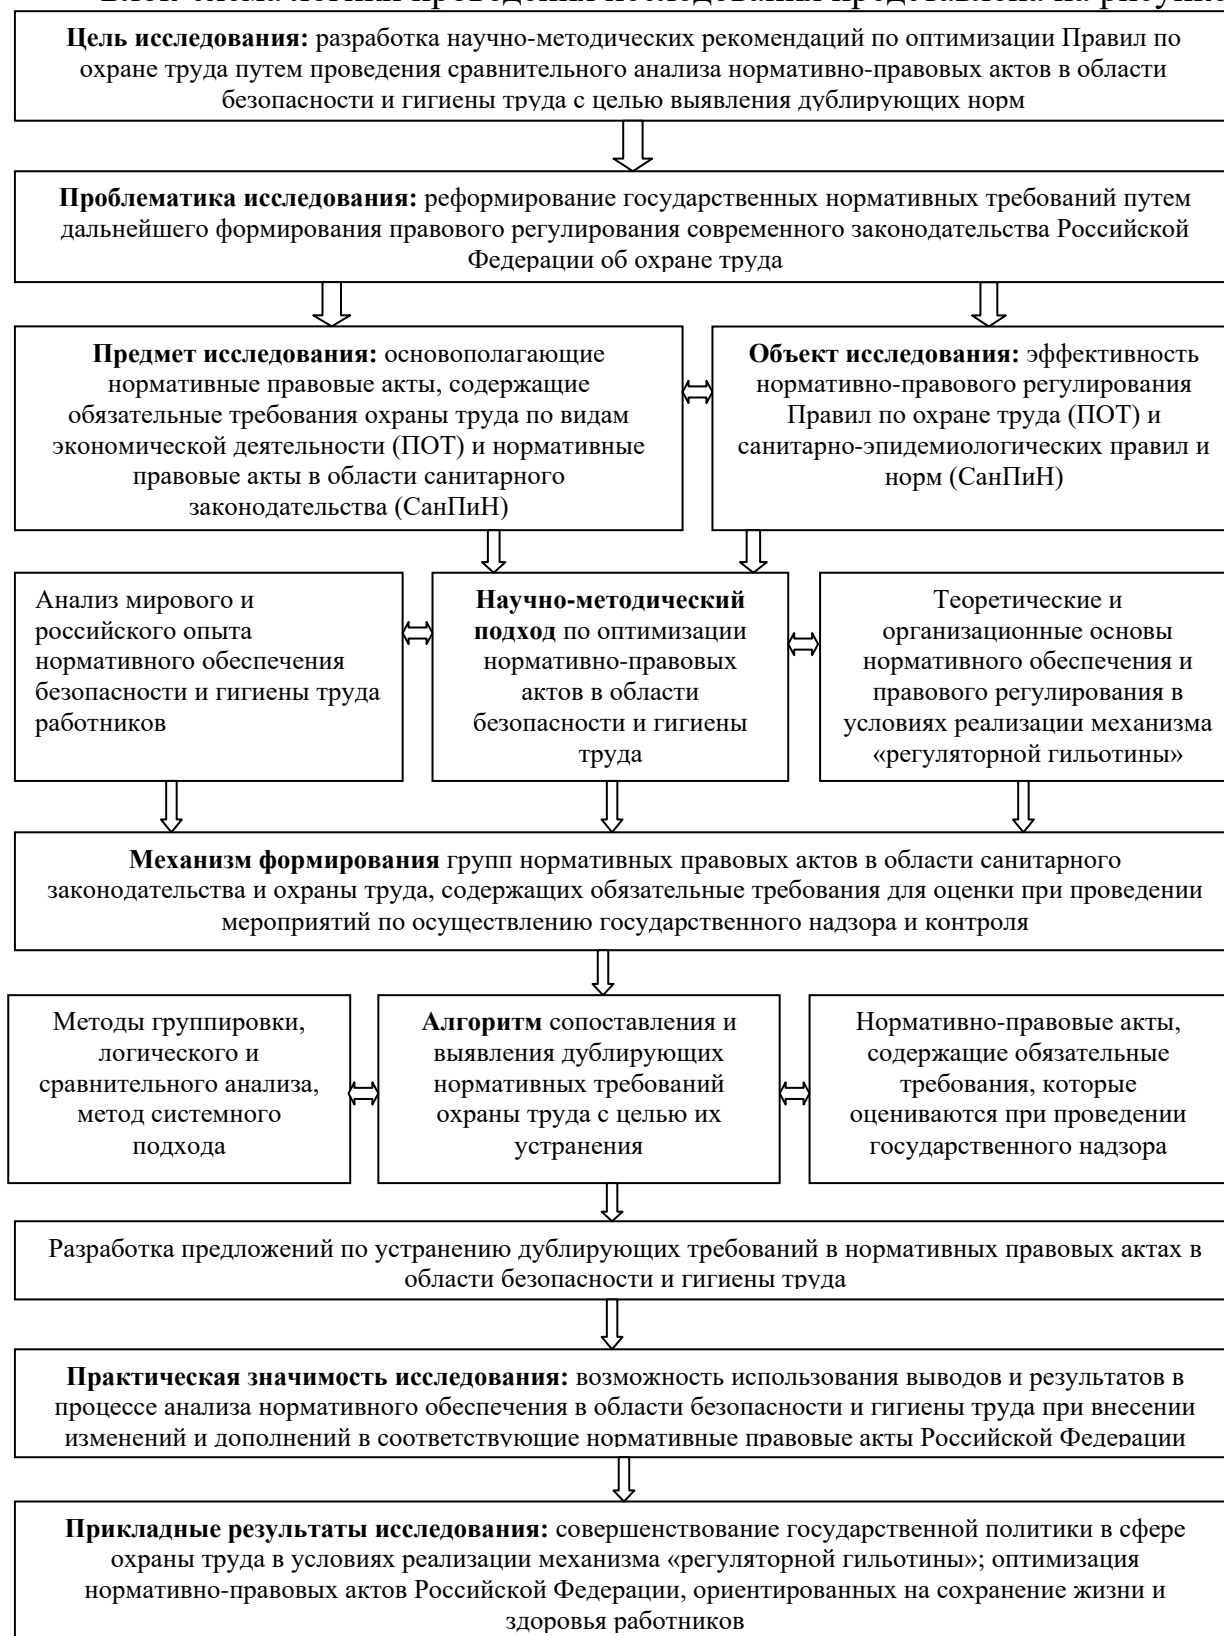 Блок-схема логики проведения исследования представлена на рисунке
Цель исследования: разработка научно-методических рекомендаций по оптимизации Правил по
охране труда путем проведения сравнительного анализа нормативно-правовых актов в области
безопасности и гигиены труда с целью выявления дублирующих норм
Проблематика исследования: реформирование государственных нормативных требований путем
дальнейшего формирования правового регулирования современного законодательства Российской
Федерации об охране труда
Предмет исследования: основополагающие
нормативные правовые акты, содержащие
обязательные требования охраны труда по видам
экономической деятельности (ПОТ) и нормативные
правовые акты в области санитарного
законодательства (СанПиН)
Объект исследования: эффективность
нормативно-правового регулирования
Правил по охране труда (ПОТ) и
санитарно-эпидемиологических правил и
норм (СанПиН)
Анализ мирового и
российского опыта
нормативного обеспечения
безопасности и гигиены труда
работников
Научно-методический
подход по оптимизации
нормативно-правовых
актов в области
безопасности и гигиены
труда
Теоретические и
организационные основы
нормативного обеспечения и
правового регулирования в
условиях реализации механизма
«регуляторной гильотины»
Механизм формирования групп нормативных правовых актов в области санитарного
законодательства и охраны труда, содержащих обязательные требования для оценки при проведении
мероприятий по осуществлению государственного надзора и контроля
Методы группировки,
логического и
сравнительного анализа,
метод системного
подхода
Алгоритм сопоставления и
выявления дублирующих
нормативных требований
охраны труда с целью их
устранения
Нормативно-правовые акты,
содержащие обязательные
требования, которые
оцениваются при проведении
государственного надзора
Разработка предложений по устранению дублирующих требований в нормативных правовых актах в
области безопасности и гигиены труда
Практическая значимость исследования: возможность использования выводов и результатов в
процессе анализа нормативного обеспечения в области безопасности и гигиены труда при внесении
изменений и дополнений в соответствующие нормативные правовые акты Российской Федерации
Прикладные результаты исследования: совершенствование государственной политики в сфере
охраны труда в условиях реализации механизма «регуляторной гильотины»; оптимизация
нормативно-правовых актов Российской Федерации, ориентированных на сохранение жизни и
здоровья работников